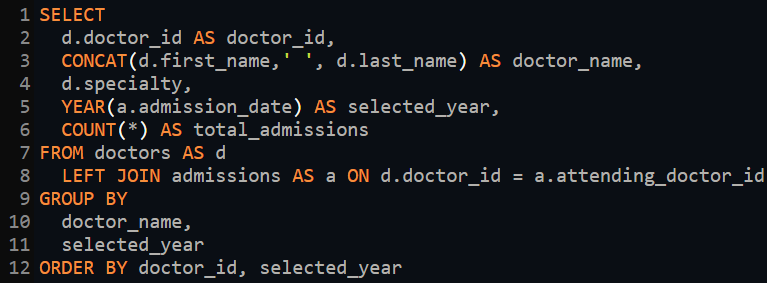 1 SELECT
2 d.doctor_id AS doctor_id,
3 CONCAT(d.first_name,' ', d.last_name) AS doctor_name,
4 d.specialty,
5 YEAR(a.admission_date) AS selected_year,
6 COUNT(*) AS total_admissions
7 FROM doctors AS d
8 LEFT JOIN admissions AS a ON d.doctor_id = a.attending_doctor_id
9 GROUP BY
10 doctor_name,
11 selected_year
12 ORDER BY doctor_id, selected_year